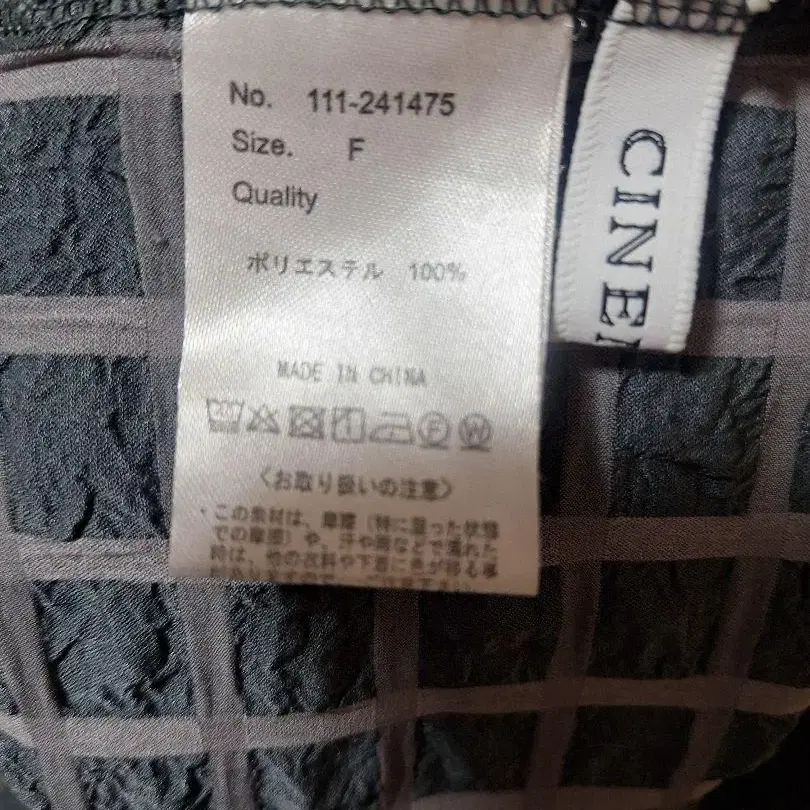 No. 111-241475
Size. F
Quality
ポリエステル 100%
MADE IN CHINA
Ⓕ Ⓦ
〈お取り扱いの注意〉
・この素材は、摩擦（特に湿った状態
での摩擦）や、汗や雨などで濡れた
時は、他の衣料や下着に色が移る事
CINE